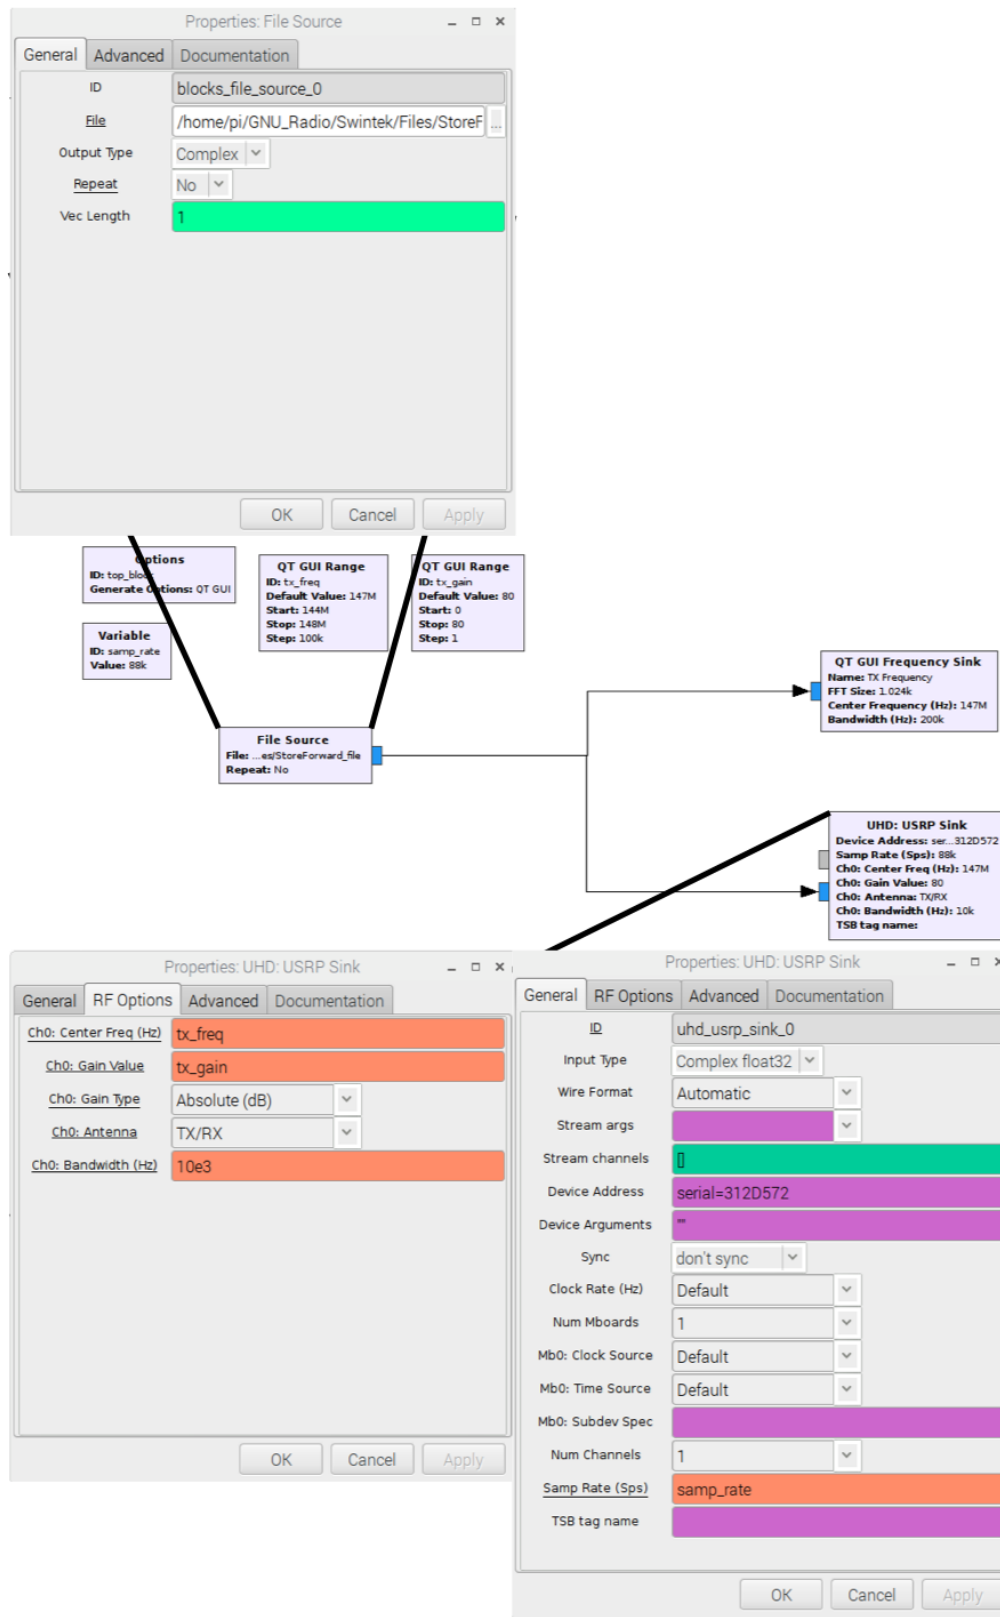 Properties: File Source
General Advanced Documentation
ID blocks_file_source_0
File /home/pi/GNU_Radio/Swintek/Files/StoreF ...
Output Type Complex
Repeat No
Vec Length 1
OK Cancel Apply
Options
ID: top_block
Generate Options: QT GUI
QT GUI Range
ID: tx_freq
Default Value: 147M
Start: 144M
Stop: 148M
Step: 100k
QT GUI Range
ID: tx_gain
Default Value: 80
Start: 0
Stop: 80
Step: 1
Variable
ID: samp_rate
Value: 88k
QT GUI Frequency Sink
Name: TX Frequency
FFT Size: 1.024k
Center Frequency (Hz): 147M
Bandwidth (Hz): 200k
File Source
File: ...es/StoreForward_file
Repeat: No
UHD: USRP Sink
Device Address: ser...312D572
Samp Rate (Sps): 88k
Ch0: Center Freq (Hz): 147M
Ch0: Gain Value: 80
Ch0: Antenna: TX/RX
Ch0: Bandwidth (Hz): 10k
TSB tag name:
Properties: UHD: USRP Sink
General RF Options Advanced Documentation
Ch0: Center Freq (Hz) tx_freq
Ch0: Gain Value tx_gain
Ch0: Gain Type Absolute (dB)
Ch0: Antenna TX/RX
Ch0: Bandwidth (Hz) 10e3
OK Cancel Apply
Properties: UHD: USRP Sink
General RF Options Advanced Documentation
ID uhd_usrp_sink_0
Input Type Complex float32
Wire Format Automatic
Stream args
Stream channels []
Device Address serial=312D572
Device Arguments ""
Sync don't sync
Clock Rate (Hz) Default
Num Mboards 1
Mb0: Clock Source Default
Mb0: Time Source Default
Mb0: Subdev Spec
Num Channels 1
Samp Rate (Sps) samp_rate
TSB tag name
OK Cancel Apply